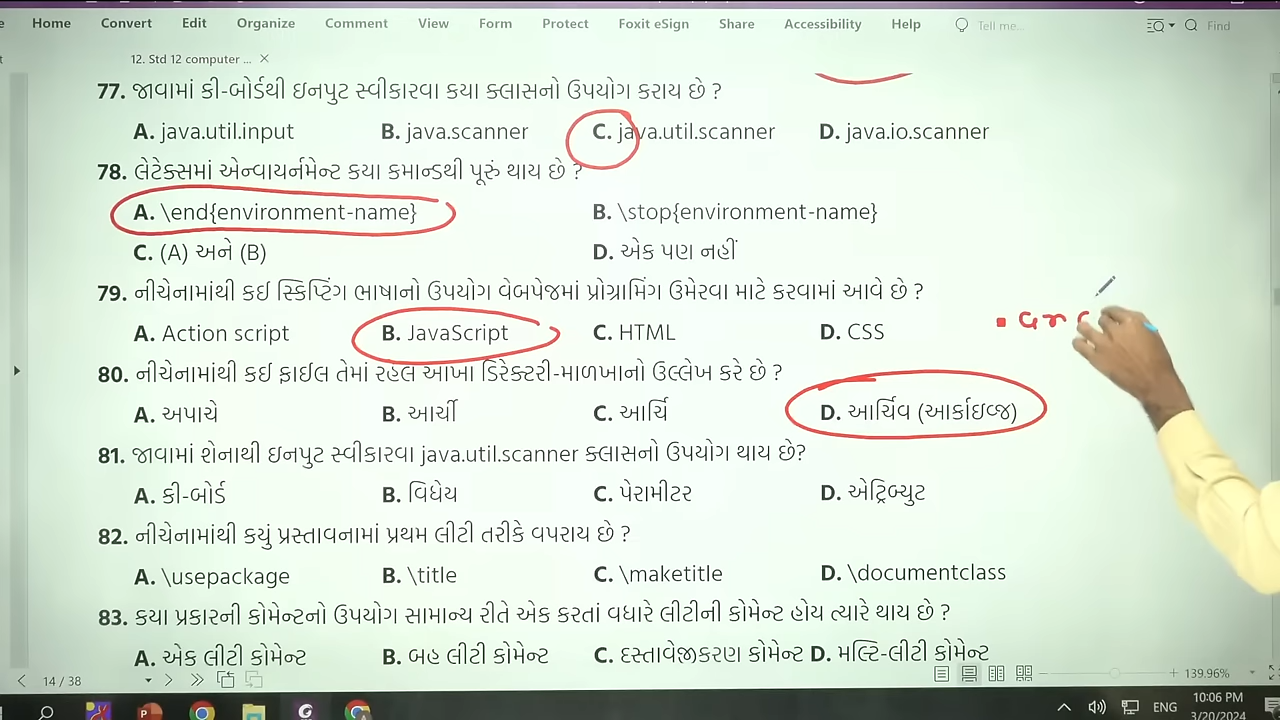 Home Convert Edit Organize Comment View Form Protect Foxit eSign Share Accessibility Help Tell me... Find
12. Std 12 computer ... ×
77. જાવામાં કી-બોર્ડથી ઇનપુટ સ્વીકારવા કયા ક્લાસનો ઉપયોગ કરાય છે ?
A. java.util.input B. java.scanner C. java.util.scanner D. java.io.scanner
78. લેટેક્સમાં એન્વાયર્નમેન્ટ કયા કમાન્ડથી પૂરું થાય છે ?
A. \end{environment-name} B. \stop{environment-name}
C. (A) અને (B) D. એક પણ નહીં
79. નીચેનામાંથી કઈ સ્ક્રિપ્ટિંગ ભાષાનો ઉપયોગ વેબપેજમાં પ્રોગ્રામિંગ ઉમેરવા માટે કરવામાં આવે છે ?
A. Action script B. JavaScript C. HTML D. CSS
80. નીચેનામાંથી કઈ ફાઈલ તેમાં રહેલ આખા ડિરેક્ટરી-માળખાનો ઉલ્લેખ કરે છે ?
A. અપાચે B. આર્ચી C. આર્ચિ D. આર્ચિવ (આર્કાઇવ્જ)
81. જાવામાં શેનાથી ઇનપુટ સ્વીકારવા java.util.scanner ક્લાસનો ઉપયોગ થાય છે?
A. કી-બોર્ડ B. વિધેય C. પેરામીટર D. એટ્રિબ્યુટ
82. નીચેનામાંથી કયું પ્રસ્તાવનામાં પ્રથમ લીટી તરીકે વપરાય છે ?
A. \usepackage B. \title C. \maketitle D. \documentclass
83. કયા પ્રકારની કોમેન્ટનો ઉપયોગ સામાન્ય રીતે એક કરતાં વધારે લીટીની કોમેન્ટ હોય ત્યારે થાય છે ?
A. એક લીટી કોમેન્ટ B. બહુ લીટી કોમેન્ટ C. દસ્તાવેજીકરણ કોમેન્ટ D. મલ્ટિ-લીટી કોમેન્ટ
14 / 38 139.96%
ENG 10:06 PM
3/20/2024